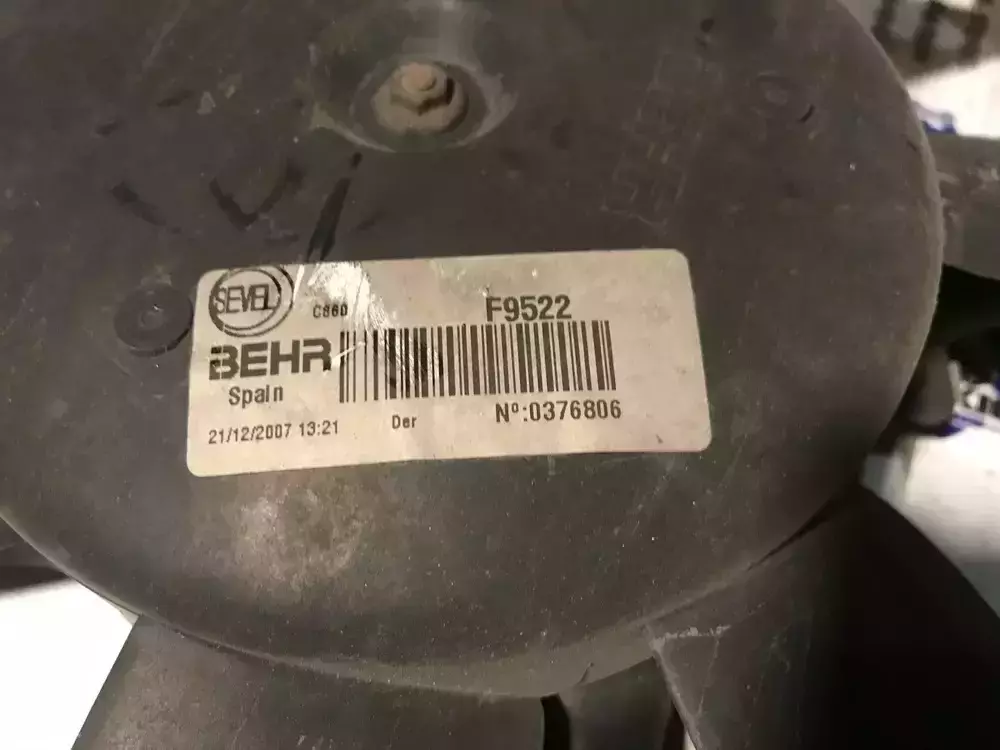 SEVEL
C860
F9522
BEHR
Spain
21/12/2007 13:21
Der
Nº:0376806